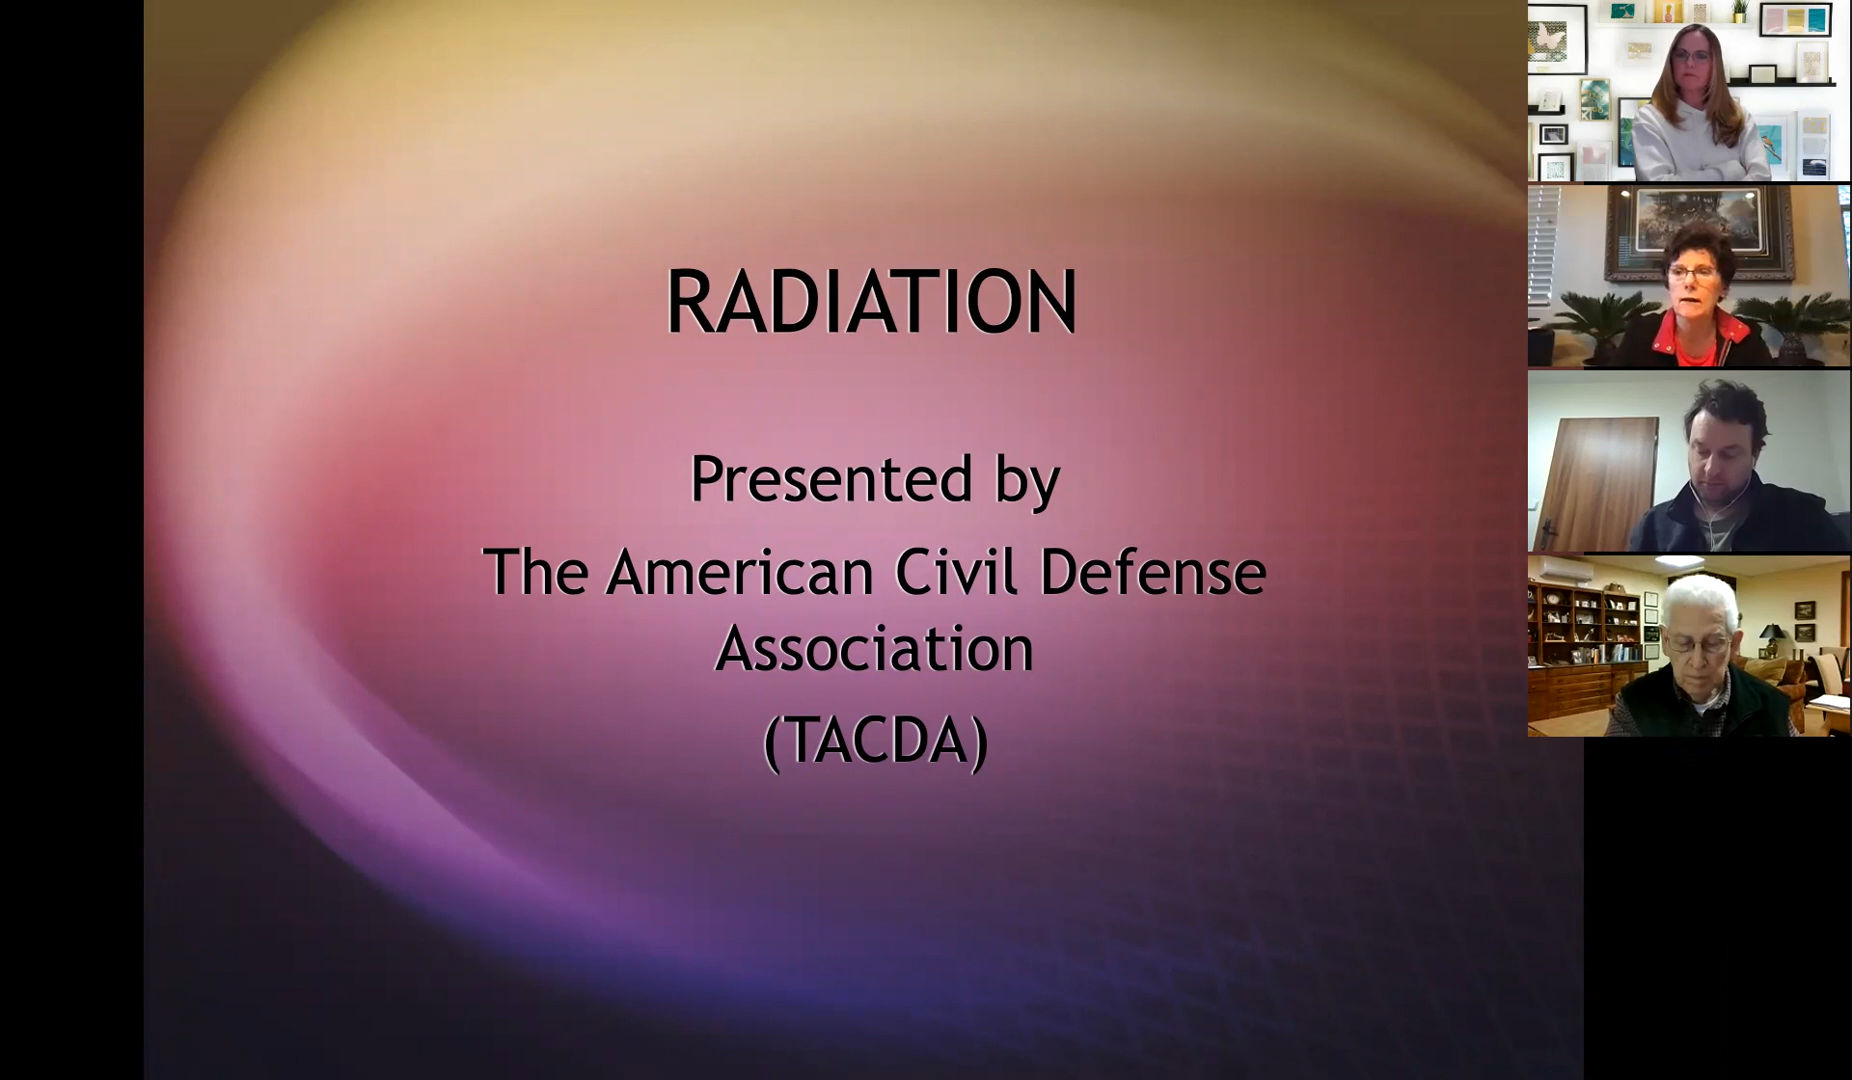 RADIATION
Presented by
The American Civil Defense
Association
(TACDA)